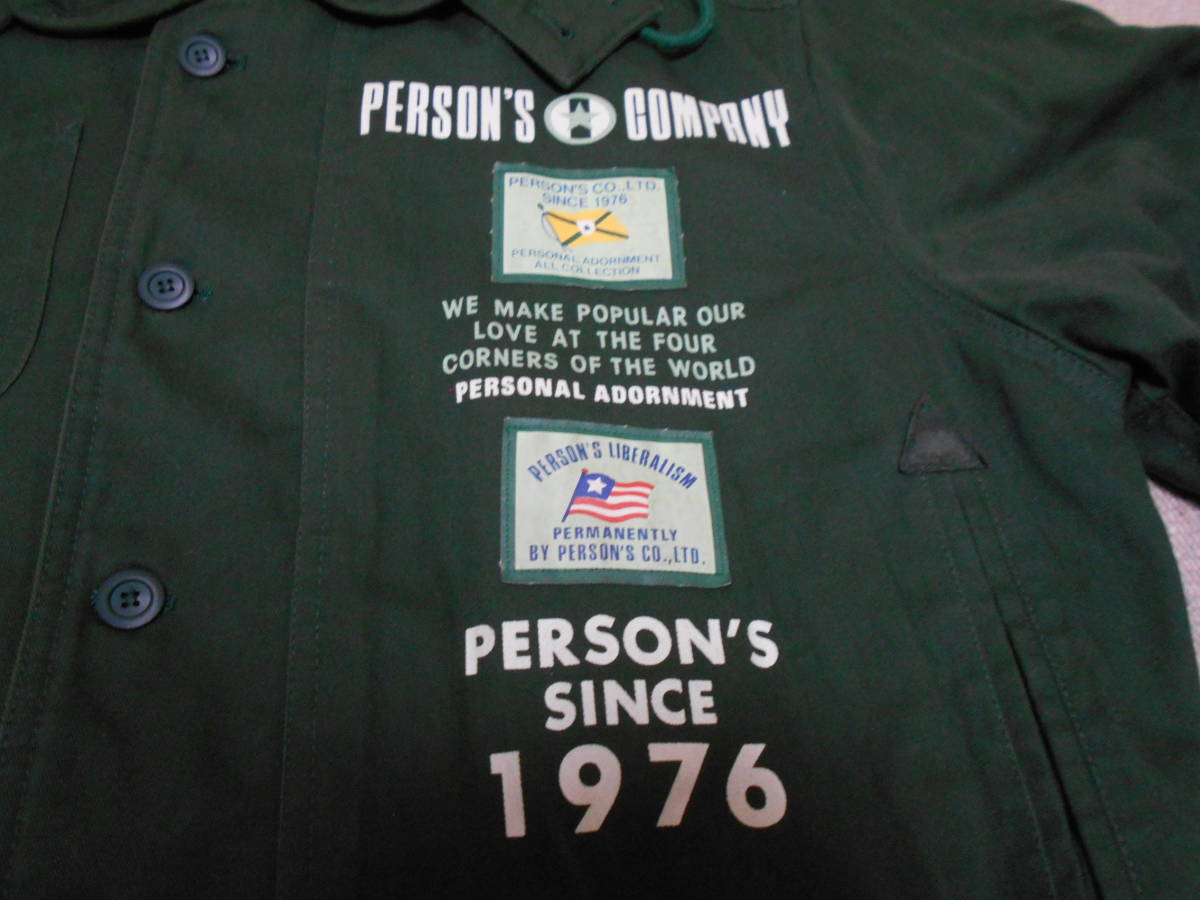 PERSON'S COMPANY
PERSON'S CO.,LTD.
SINCE 1976
PERSONAL ADORNMENT
ALL COLLECTION
WE MAKE POPULAR OUR
LOVE AT THE FOUR
CORNERS OF THE WORLD
PERSONAL ADORNMENT
PERSON'S LIBERALISM
PERMANENTLY
BY PERSON'S CO.,LTD.
PERSON'S
SINCE
1976